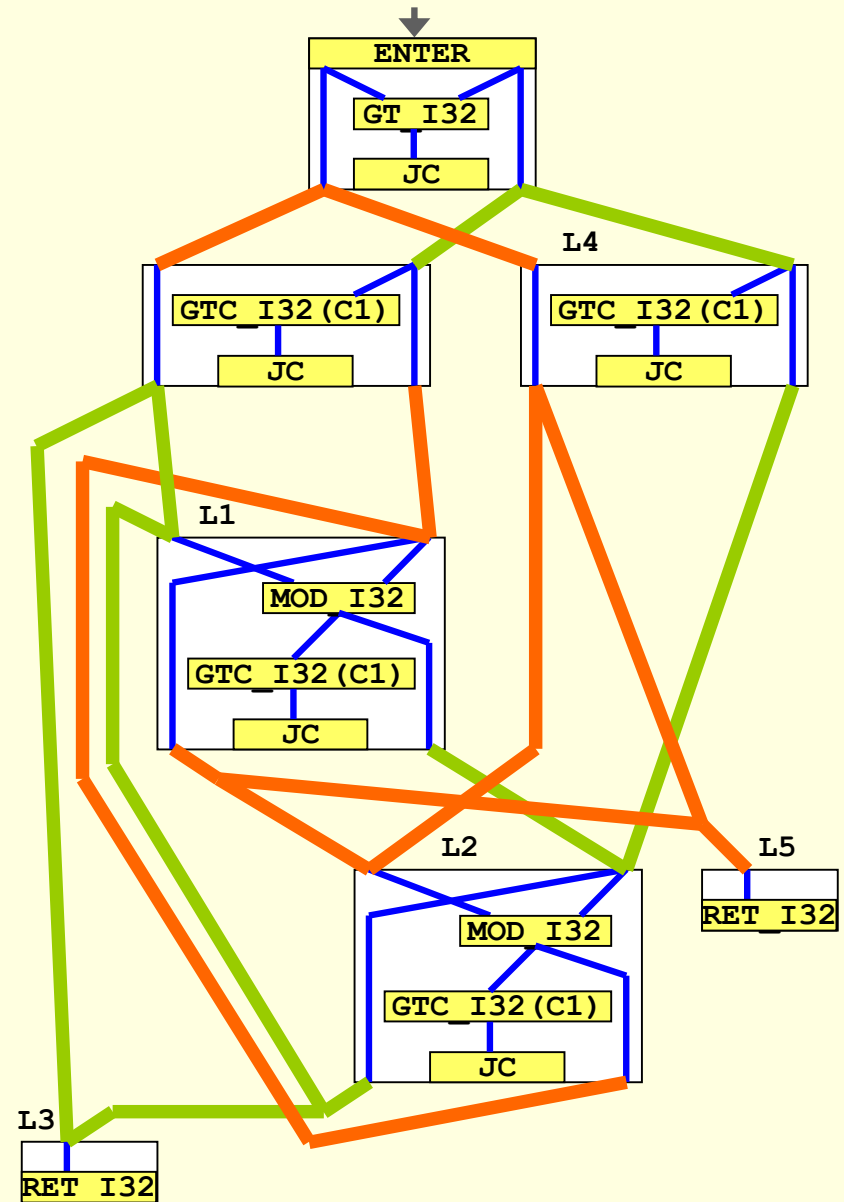 ENTER
GT_I32
JC
L4
GTC_I32(C1)
GTC_I32(C1)
JC
JC
L1
MOD_I32
GTC_I32(C1)
JC
L2
L5
MOD_I32
RET_I32
GTC_I32(C1)
JC
L3
RET_I32